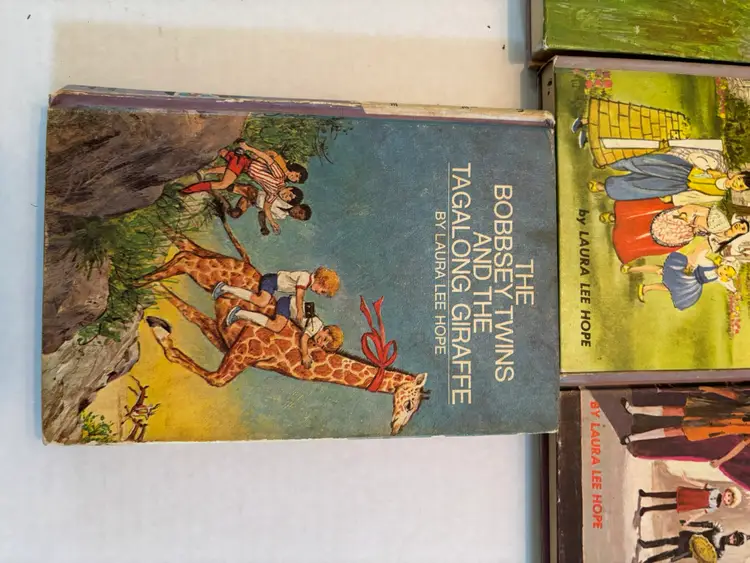 THE
BOBBSEY TWINS
AND THE
TAGALONG GIRAFFE
BY LAURA LEE HOPE
by LAURA LEE HOPE
BY LAURA LEE HOPE